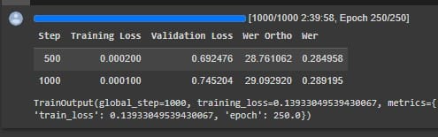 [1000/1000 2:39:58, Epoch 250/250]
Step Training Loss Validation Loss Wer Ortho Wer
500 0.000200 0.692476 28.761062 0.284958
1000 0.000100 0.745204 29.092920 0.289195
TrainOutput(global_step=1000, training_loss=0.13933049539430067, metrics={
'train_loss': 0.13933049539430067, 'epoch': 250.0})